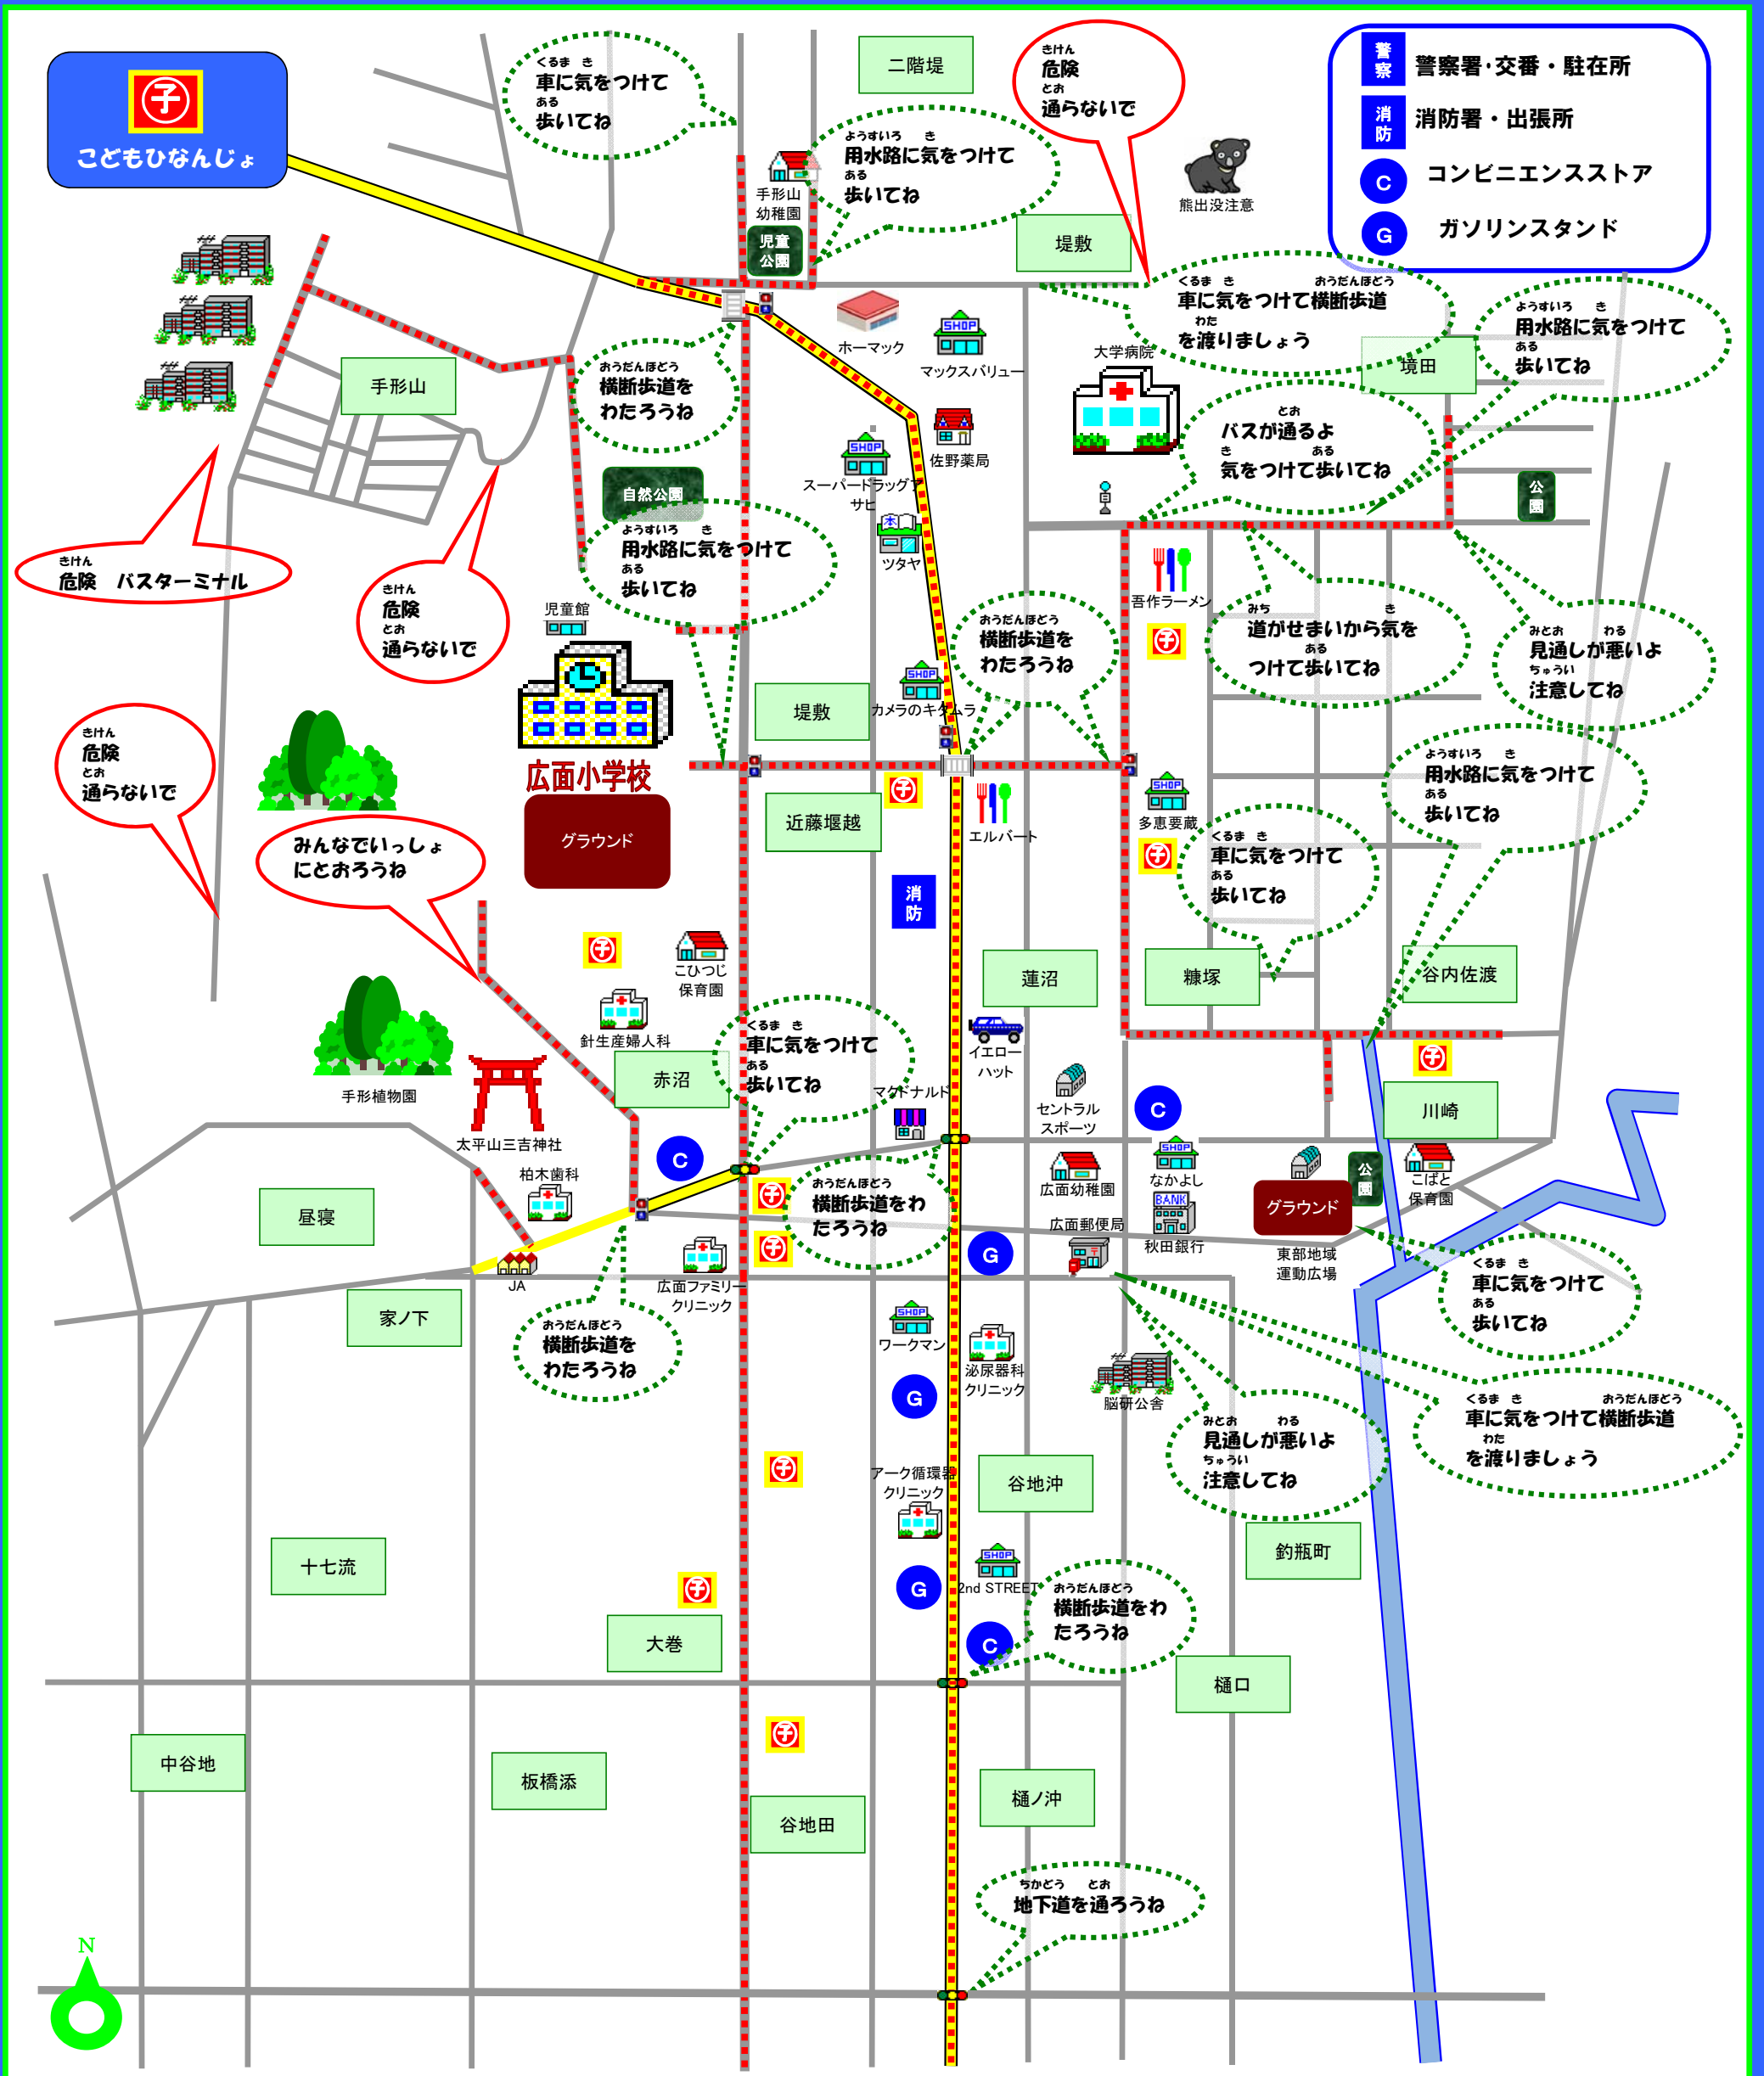 子
こどもひなんじょ
くるま き
車に気をつけて
ある
歩いてね
二階堤
きけん
危険
とお
通らないで
警察
警察署・交番・駐在所
消防
消防署・出張所
C
コンビニエンスストア
G
ガソリンスタンド
ようすいろ き
用水路に気をつけて
ある
歩いてね
手形山
幼稚園
児童
公園
熊出没注意
堤敷
くるま き おうだんほどう
車に気をつけて横断歩道
わた
を渡りましょう
ようすいろ き
用水路に気をつけて
ある
歩いてね
境田
ホーマック
SHOP
マックスバリュー
大学病院
手形山
おうだんほどう
横断歩道を
わたろうね
とお
バスが通るよ
き ある
気をつけて歩いてね
佐野薬局
SHOP
スーパードラッグア
サヒ
自然公園
公
園
本
ツタヤ
ようすいろ き
用水路に気をつけて
ある
歩いてね
きけん
危険 バスターミナル
きけん
危険
とお
通らないで
児童館
吾作ラーメン
子
おうだんほどう
横断歩道を
わたろうね
みち き
道がせまいから気を
ある
つけて歩いてね
みとお わる
見通しが悪いよ
ちゅうい
注意してね
SHOP
カメラのキタムラ
堤敷
きけん
危険
とお
通らないで
広面小学校
グラウンド
子
近藤堰越
エルバート
SHOP
多恵要蔵
子
ようすいろ き
用水路に気をつけて
ある
歩いてね
くるま き
車に気をつけて
ある
歩いてね
みんなでいっしょ
にとおろうね
消
防
子
こひつじ
保育園
蓮沼
糠塚
谷内佐渡
針生産婦人科
くるま き
車に気をつけて
ある
歩いてね
イエロー
ハット
子
手形植物園
赤沼
マクドナルド
セントラル
スポーツ
C
川崎
太平山三吉神社
C
柏木歯科
子
おうだんほどう
横断歩道をわ
たろうね
広面幼稚園
SHOP
なかよし
グラウンド
公
園
こばと
保育園
昼寝
子
G
広面郵便局
BANK
秋田銀行
東部地域
運動広場
くるま き
車に気をつけて
ある
歩いてね
JA
広面ファミリー
クリニック
家ノ下
おうだんほどう
横断歩道を
わたろうね
SHOP
ワークマン
泌尿器科
クリニック
G
脳研公舎
みとお わる
見通しが悪いよ
ちゅうい
注意してね
くるま き おうだんほどう
車に気をつけて横断歩道
わた
を渡りましょう
子
アーク循環器
クリニック
谷地沖
十七流
釣瓶町
SHOP
2nd STREET
G
子
おうだんほどう
横断歩道をわ
たろうね
大巻
C
樋口
子
中谷地
板橋添
谷地田
樋ノ沖
ちかどう とお
地下道を通ろうね
N